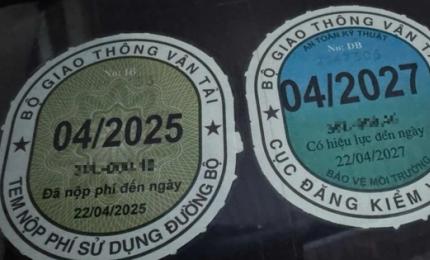 BỘ GIAO THÔNG VẬN TẢI
04/2025
Đã nộp phí đến ngày
22/04/2025
TEM NỘP PHÍ SỬ DỤNG ĐƯỜNG BỘ
BỘ GIAO THÔNG VẬN TẢI
AN TOÀN KỸ THUẬT
No: DB
04/2027
Có hiệu lực đến ngày
22/04/2027
BẢO VỆ MÔI TRƯỜNG
CỤC ĐĂNG KIỂM